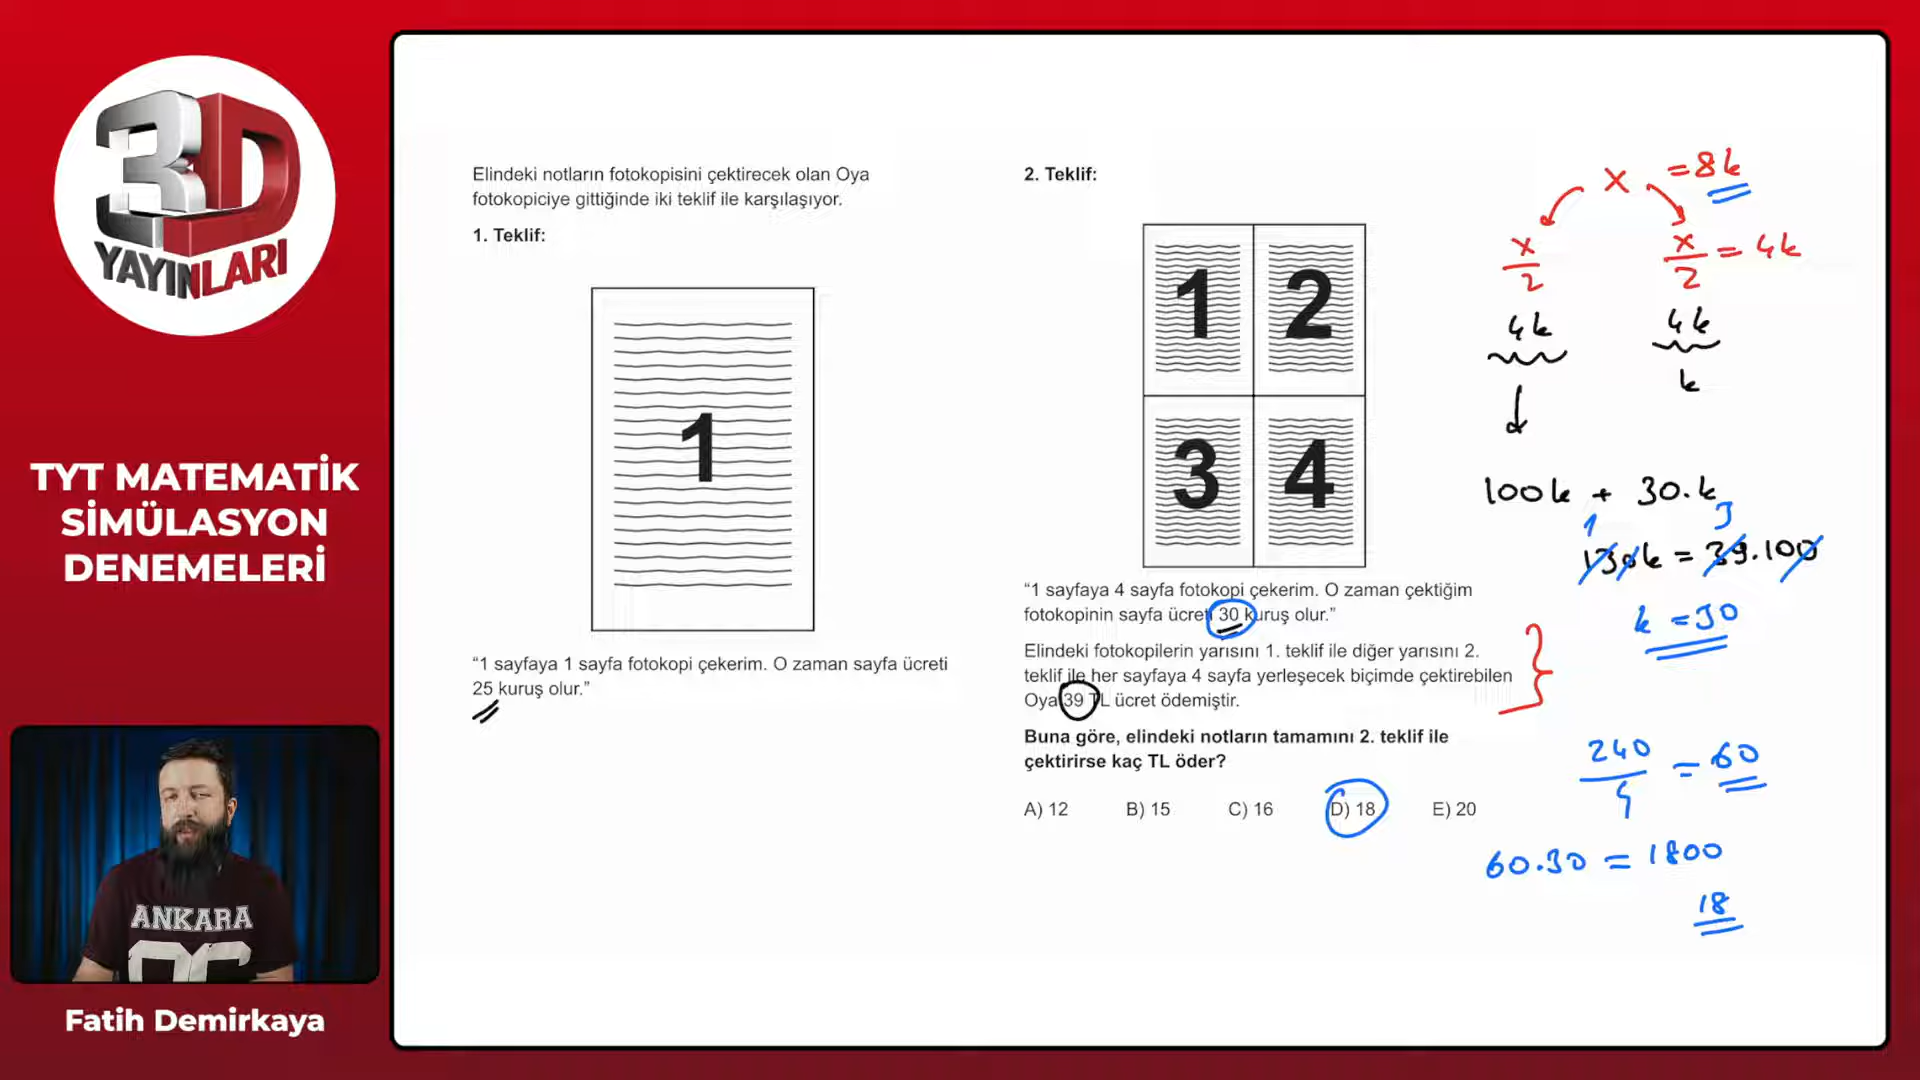 3D
YAYINLARI
TYT MATEMATİK
SİMÜLASYON
DENEMELERİ
ANKARA
Fatih Demirkaya
Elindeki notların fotokopisini çektirecek olan Oya
fotokopiciye gittiğinde iki teklif ile karşılaşıyor.
1. Teklif:
1
“1 sayfaya 1 sayfa fotokopi çekerim. O zaman sayfa ücreti
25 kuruş olur.”
2. Teklif:
1 2
3 4
“1 sayfaya 4 sayfa fotokopi çekerim. O zaman çektiğim
fotokopinin sayfa ücreti 30 kuruş olur.”
Elindeki fotokopilerin yarısını 1. teklif ile diğer yarısını 2.
teklif ile her sayfaya 4 sayfa yerleşecek biçimde çektirebilen
Oya 39 TL ücret ödemiştir.
Buna göre, elindeki notların tamamını 2. teklif ile
çektirirse kaç TL öder?
A) 12 B) 15 C) 16 D) 18 E) 20
x = 8k
x/2 x/2 = 4k
4k 4k
k
100k + 30.k
1 3
130k = 39.100
k = 30
240/4 = 60
60.30 = 1800
18